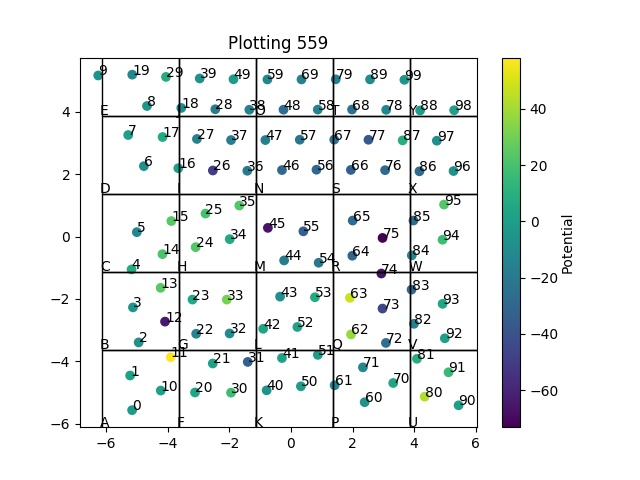 Plotting 559
9 19 29 39 49 59 69 79 89 99
8 18 28 38 48 58 68 78 88 98
E J O T Y
7 17 27 37 47 57 67 77 87 97
6 16 26 36 46 56 66 76 86 96
D I N S X
5 15 25 35 45 55 65 75 85 95
4 14 24 34 44 54 64 74 84 94
C H M R W
3 13 23 33 43 53 63 73 83 93
2 12 22 32 42 52 62 72 82 92
B G L Q V
1 11 21 31 41 51 61 71 81 91
0 10 20 30 40 50 60 70 80 90
A F K P U
4
2
0
−2
−4
−6
−6 −4 −2 0 2 4 6
40
20
0
−20
−40
−60
Potential